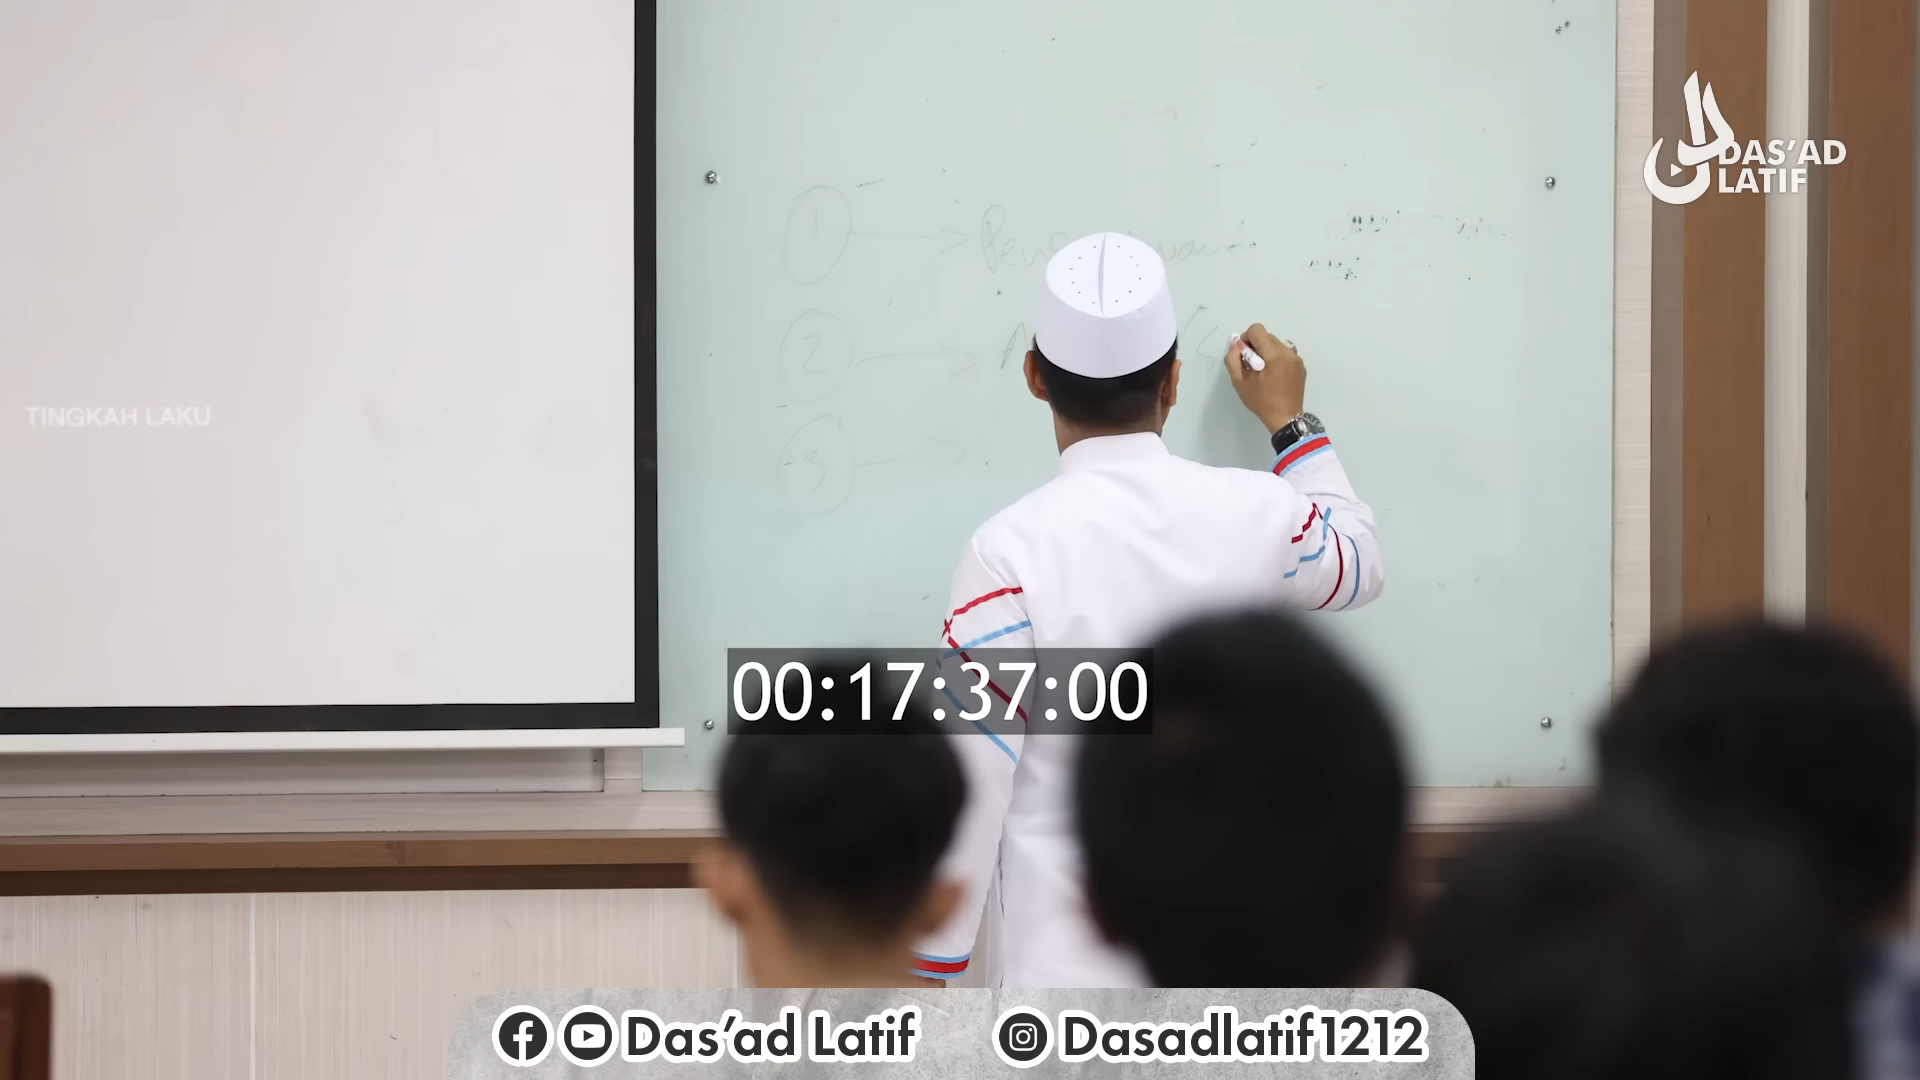 DAS'AD
LATIF
1
2
3
TINGKAH LAKU
00:17:37:00
Das'ad Latif
Dasadlatif1212